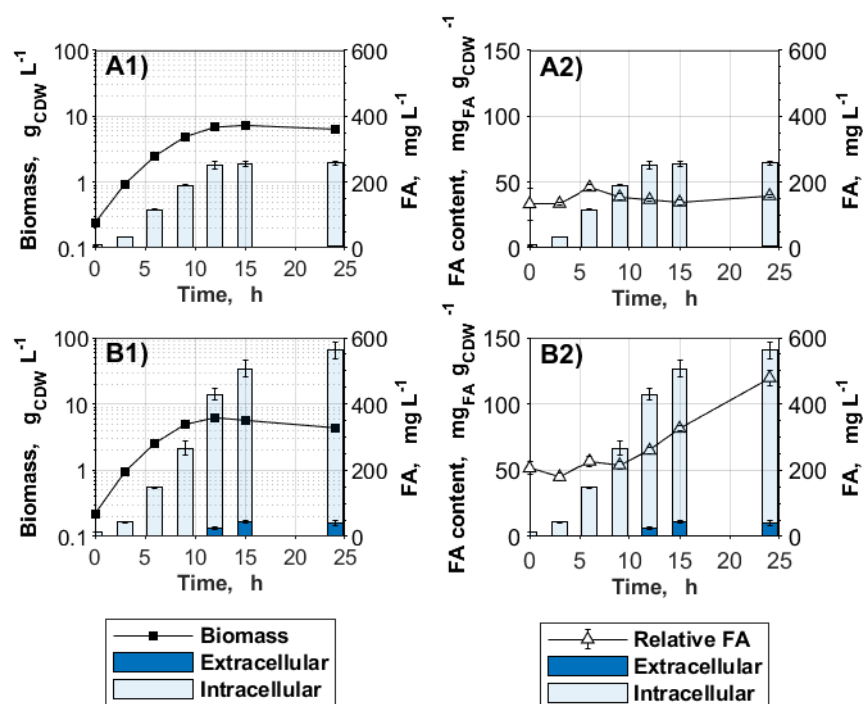 A1)
Biomass, g_CDW L^-1
100
10
1
0.1
600
400
200
0
FA, mg L^-1
0 5 10 15 20 25
Time, h
A2)
FA content, mg_FA g_CDW^-1
150
100
50
0
600
400
200
0
FA, mg L^-1
0 5 10 15 20 25
Time, h
B1)
Biomass, g_CDW L^-1
100
10
1
0.1
600
400
200
0
FA, mg L^-1
0 5 10 15 20 25
Time, h
B2)
FA content, mg_FA g_CDW^-1
150
100
50
0
600
400
200
0
FA, mg L^-1
0 5 10 15 20 25
Time, h
Biomass
Extracellular
Intracellular
Relative FA
Extracellular
Intracellular